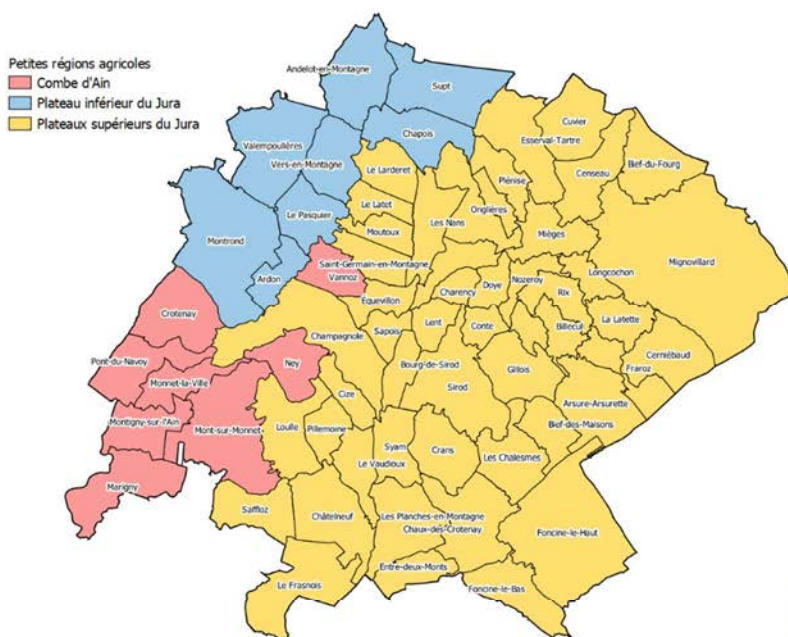 Petites régions agricoles
Combe d'Ain
Plateau inférieur du Jura
Plateaux supérieurs du Jura
Andelot-en-Montagne
Supt
Chapois
Valempoulières
Vers-en-Montagne
Cuvier
Esserval-Tartre
Bief-du-Fourg
Censeau
Le Larderet
Plénise
Le Latet
Onglières
Le Pasquier
Les Nans
Moutoux
Mièges
Montrond
Mignovillard
Saint-Germain-en-Montagne
Vannoz
Ardon
Longcochon
Charency
Doye
Nozeroy
Rix
Équevillon
Crotenay
La Latette
Lent
Conte
Billecul
Champagnole
Sapois
Cerniébaud
Pont-du-Navoy
Ney
Bourg-de-Sirod
Gillois
Fraroz
Monnet-la-Ville
Cize
Sirod
Arsure-Arsurette
Montigny-sur-l'Ain
Mont-sur-Monnet
Loulle
Pillemoine
Bief-des-Maisons
Syam
Crans
Les Chalesmes
Le Vaudioux
Marigny
Saffloz
Châtelneuf
Les Planches-en-Montagne
Chaux-des-Crotenay
Foncine-le-Haut
Entre-deux-Monts
Le Frasnois
Foncine-le-Bas